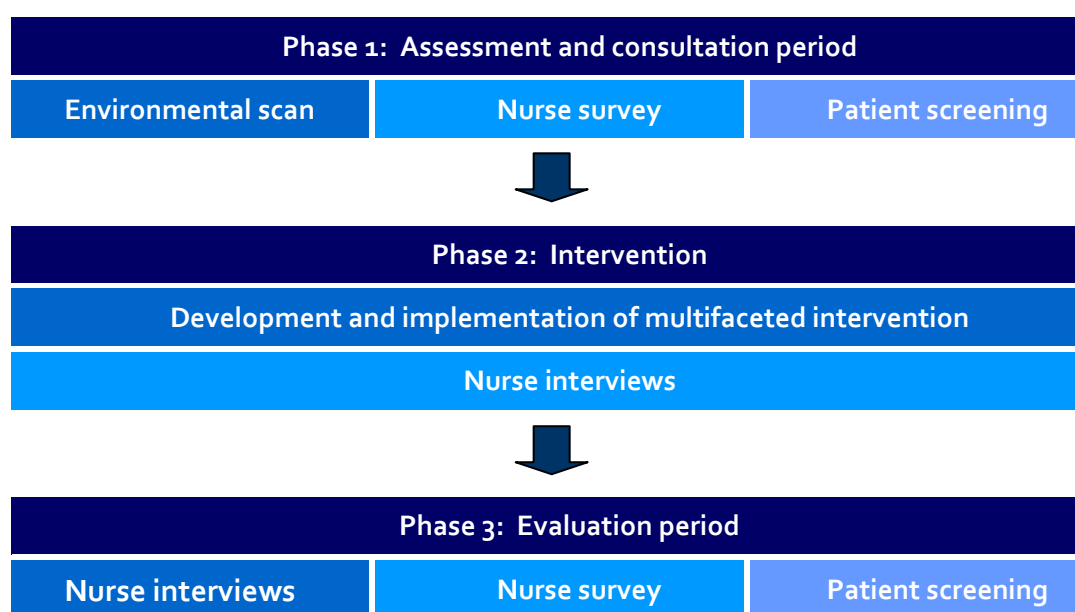 Phase 1: Assessment and consultation period
Environmental scan Nurse survey Patient screening
Phase 2: Intervention
Development and implementation of multifaceted intervention
Nurse interviews
Phase 3: Evaluation period
Nurse interviews Nurse survey Patient screening